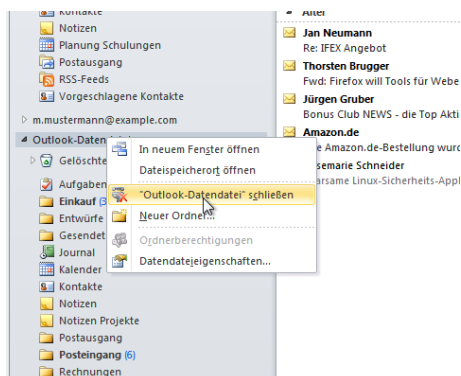 Kontakte
Notizen
Planung Schulungen
Postausgang
RSS-Feeds
Vorgeschlagene Kontakte
m.mustermann@example.com
Outlook-Daten
Gelöschte
Aufgaben
Einkauf
Entwürfe
Gesendet
Journal
Kalender
Kontakte
Notizen
Notizen Projekte
Postausgang
Posteingang (6)
Rechnungen
In neuem Fenster öffnen
Dateispeicherort öffnen
"Outlook-Datendatei" schließen
Neuer Ordner...
Ordnerberechtigungen
Datendateieigenschaften...
Alter
Jan Neumann
Re: IFEX Angebot
Thorsten Brugger
Fwd: Firefox will Tools für Webe
Jürgen Gruber
Bonus Club NEWS - die Top Akti
Amazon.de
e Amazon.de-Bestellung wurd
semarie Schneider
arsame Linux-Sicherheits-Appl